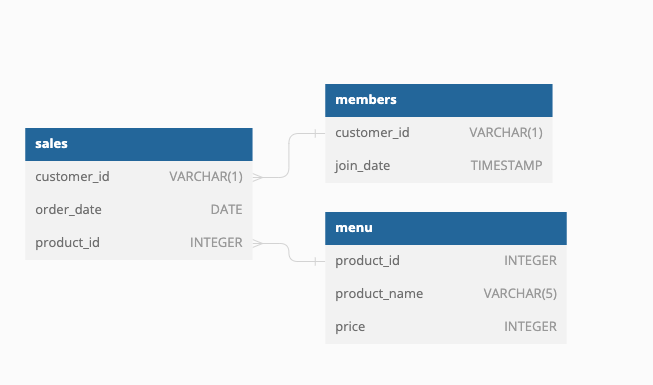 sales
customer_id VARCHAR(1)
order_date DATE
product_id INTEGER
members
customer_id VARCHAR(1)
join_date TIMESTAMP
menu
product_id INTEGER
product_name VARCHAR(5)
price INTEGER